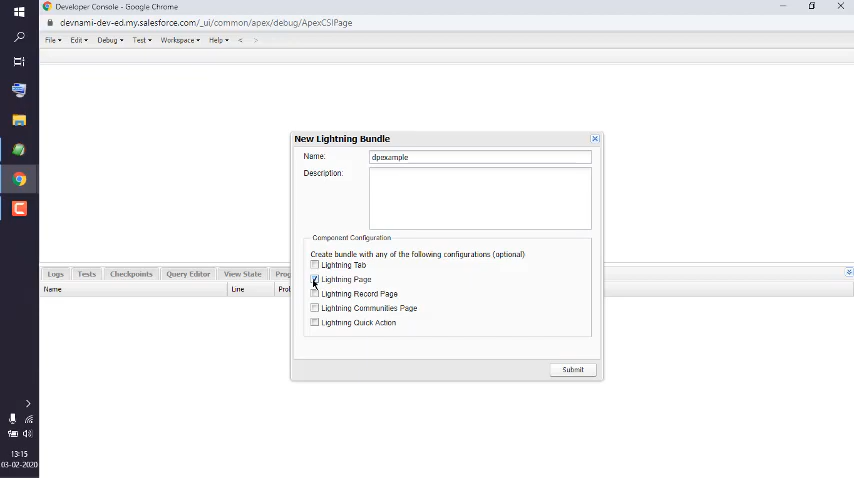 Developer Console - Google Chrome
devnami-dev-ed.my.salesforce.com/_ui/common/apex/debug/ApexCSIPage
File Edit Debug Test Workspace Help < >
New Lightning Bundle
Name: dpexample
Description:
Component Configuration
Create bundle with any of the following configurations (optional)
Lightning Tab
Lightning Page
Lightning Record Page
Lightning Communities Page
Lightning Quick Action
Submit
Logs Tests Checkpoints Query Editor View State Prog
Name Line Prol
13:15
03-02-2020